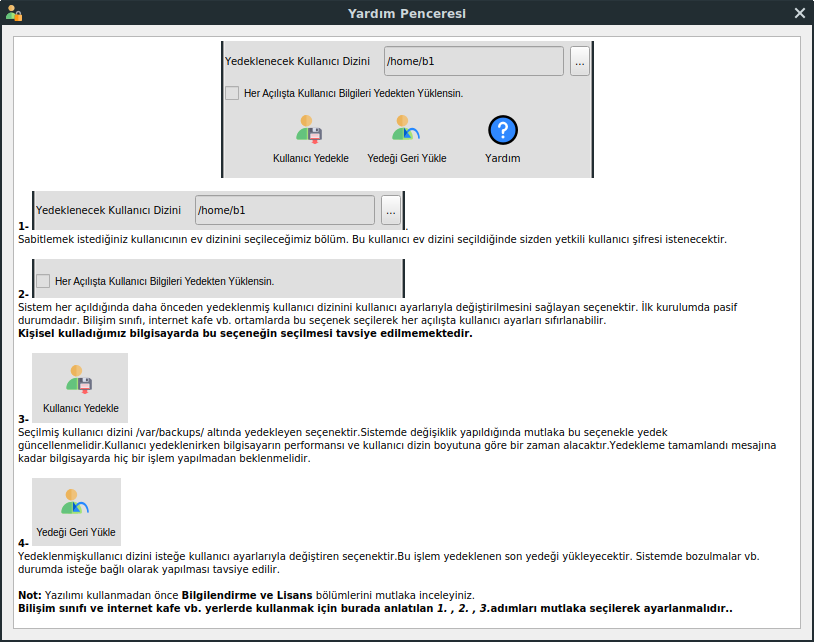 Yardım Penceresi
Yedeklenecek Kullanıcı Dizini /home/b1 ...
Her Açılışta Kullanıcı Bilgileri Yedekten Yüklensin.
Kullanıcı Yedekle Yedeği Geri Yükle Yardım
Yedeklenecek Kullanıcı Dizini /home/b1 ...
1- .
Sabitlemek istediğiniz kullanıcının ev dizinini seçileceğimiz bölüm. Bu kullanıcı ev dizini seçildiğinde sizden yetkili kullanıcı şifresi istenecektir.
Her Açılışta Kullanıcı Bilgileri Yedekten Yüklensin.
2-
Sistem her açıldığında daha önceden yedeklenmiş kullanıcı dizinini kullanıcı ayarlarıyla değiştirilmesini sağlayan seçenektir. İlk kurulumda pasif
durumdadır. Bilişim sınıfı, internet kafe vb. ortamlarda bu seçenek seçilerek her açılışta kullanıcı ayarları sıfırlanabilir.
Kişisel kulladığımız bilgisayarda bu seçeneğin seçilmesi tavsiye edilmemektedir.
Kullanıcı Yedekle
3-
Seçilmiş kullanıcı dizini /var/backups/ altında yedekleyen seçenektir.Sistemde değişiklik yapıldığında mutlaka bu seçenekle yedek
güncellenmelidir.Kullanıcı yedeklenirken bilgisayarın performansı ve kullanıcı dizin boyutuna göre bir zaman alacaktır.Yedekleme tamamlandı mesajına
kadar bilgisayarda hiç bir işlem yapılmadan beklenmelidir.
Yedeği Geri Yükle
4-
Yedeklenmişkullanıcı dizini isteğe kullanıcı ayarlarıyla değiştiren seçenektir.Bu işlem yedeklenen son yedeği yükleyecektir. Sistemde bozulmalar vb.
durumda isteğe bağlı olarak yapılması tavsiye edilir.
Not: Yazılımı kullanmadan önce Bilgilendirme ve Lisans bölümlerini mutlaka inceleyiniz.
Bilişim sınıfı ve internet kafe vb. yerlerde kullanmak için burada anlatılan 1. , 2. , 3.adımları mutlaka seçilerek ayarlanmalıdır..